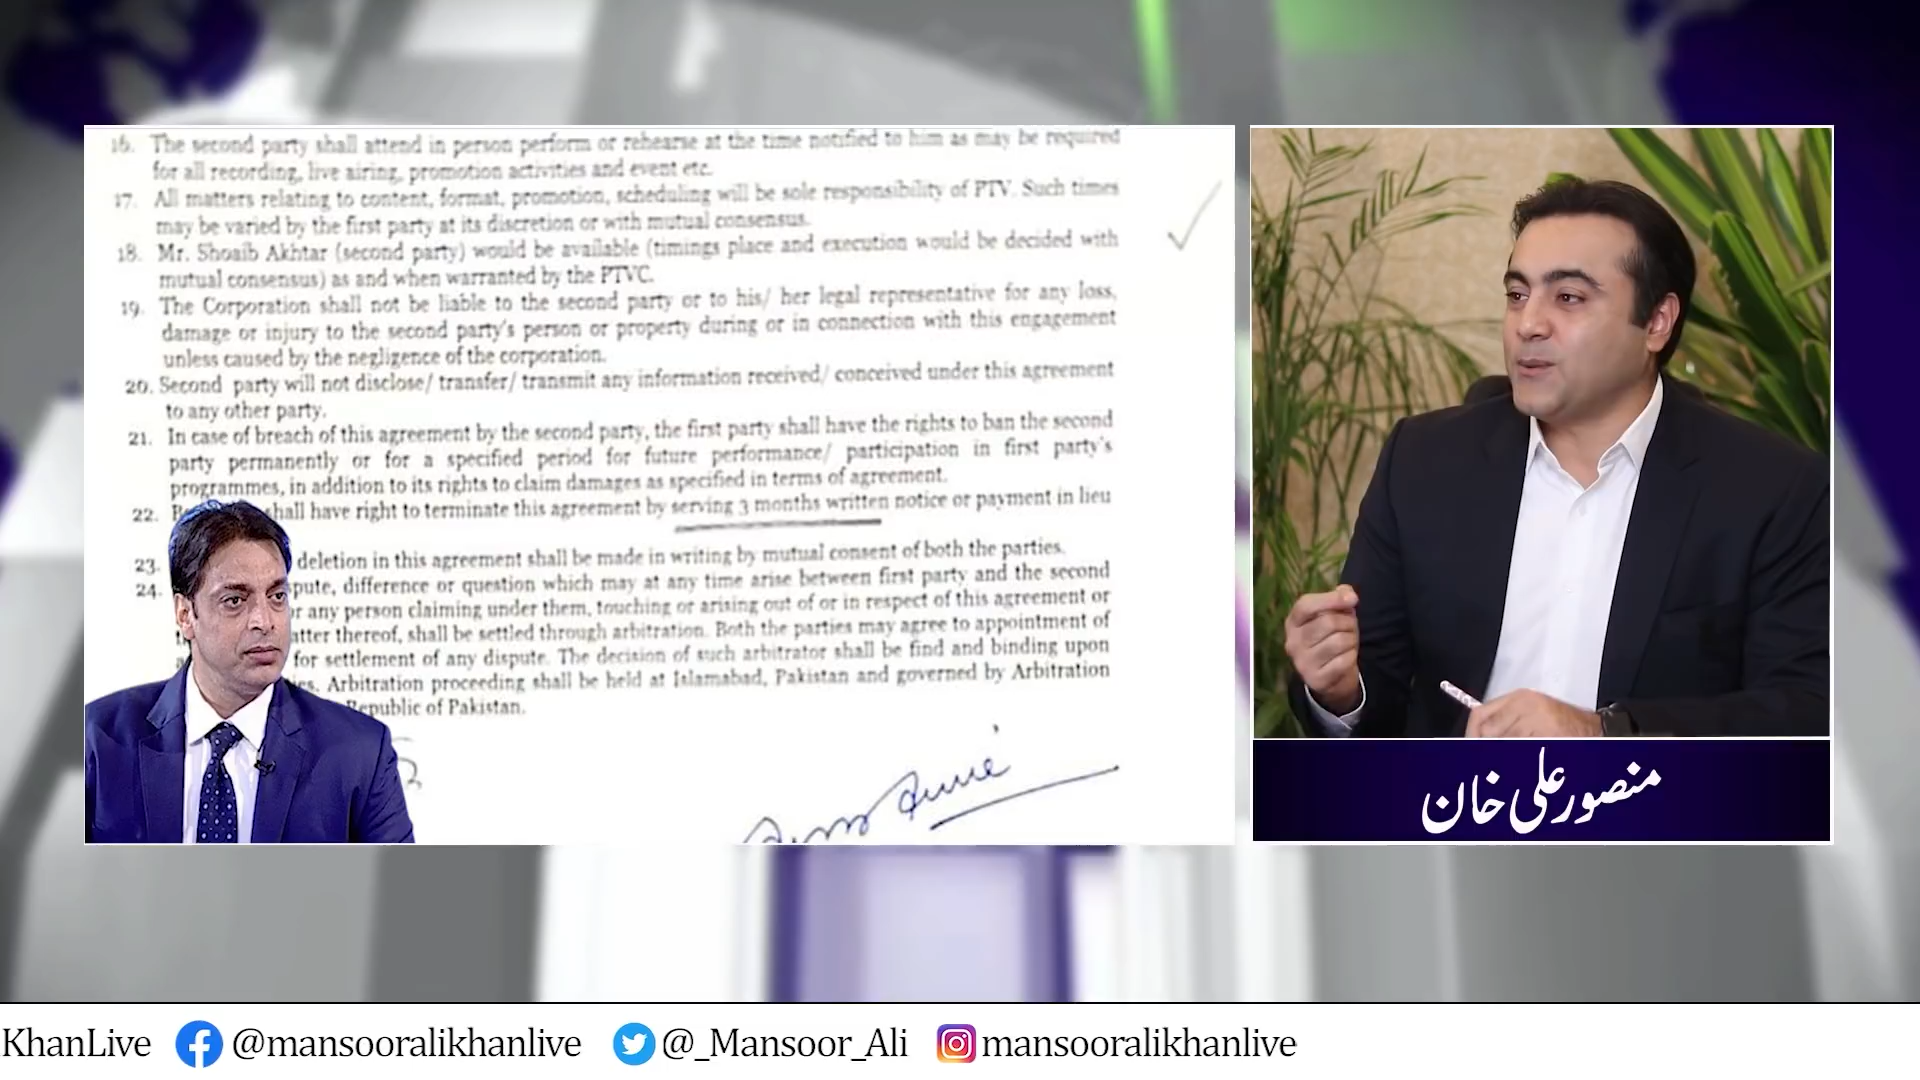 16. The second party shall attend in person perform or rehearse at the time notified to him as may be required
for all recording, live airing, promotion activities and event etc.
17. All matters relating to content, format, promotion, scheduling will be sole responsibility of PTV. Such times
may be varied by the first party at its discretion or with mutual consensus.
18. Mr. Shoaib Akhtar (second party) would be available (timings place and execution would be decided with
mutual consensus) as and when warranted by the PTVC.
19. The Corporation shall not be liable to the second party or to his/ her legal representative for any loss,
damage or injury to the second party's person or property during or in connection with this engagement
unless caused by the negligence of the corporation.
20. Second party will not disclose/ transfer/ transmit any information received/ conceived under this agreement
to any other party.
21. In case of breach of this agreement by the second party, the first party shall have the rights to ban the second
party permanently or for a specified period for future performance/ participation in first party's
programmes, in addition to its rights to claim damages as specified in terms of agreement.
22. shall have right to terminate this agreement by serving 3 months written notice or payment in lieu
23. deletion in this agreement shall be made in writing by mutual consent of both the parties.
24. pute, difference or question which may at any time arise between first party and the second
or any person claiming under them, touching or arising out of or in respect of this agreement or
atter thereof, shall be settled through arbitration. Both the parties may agree to appointment of
for settlement of any dispute. The decision of such arbitrator shall be find and binding upon
Arbitration proceeding shall be held at Islamabad, Pakistan and governed by Arbitration
Republic of Pakistan.
منصور علی خان
KhanLive @mansooralikhanlive @_Mansoor_Ali mansooralikhanlive